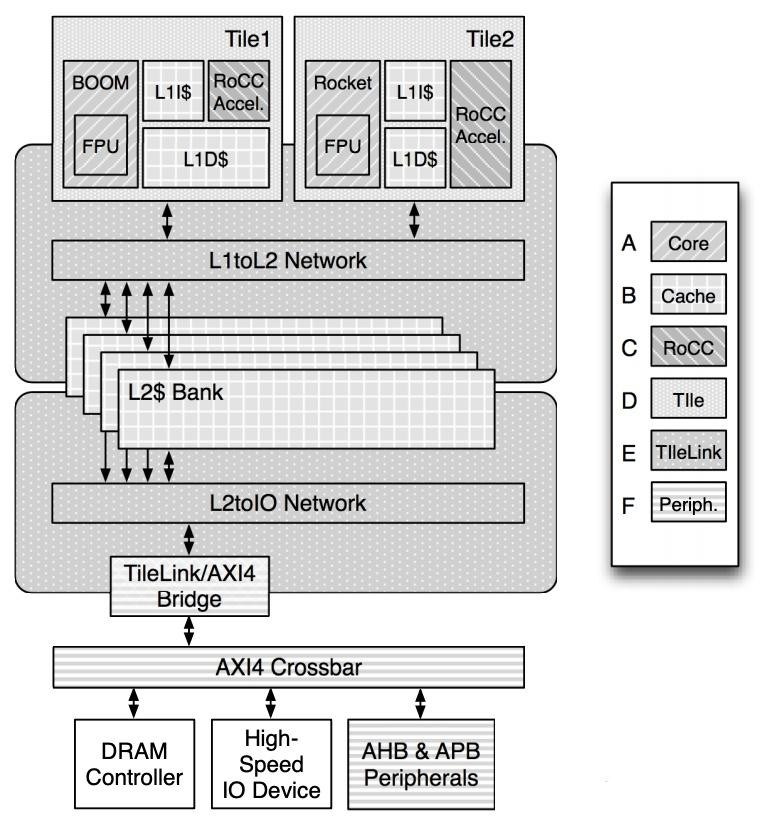 Tile1
BOOM
FPU
L1I$
RoCC
Accel.
L1D$
Tile2
Rocket
FPU
L1I$
L1D$
RoCC
Accel.
L1toL2 Network
L2$ Bank
L2toIO Network
TileLink/AXI4
Bridge
AXI4 Crossbar
DRAM
Controller
High-
Speed
IO Device
AHB & APB
Peripherals
A Core
B Cache
C RoCC
D TIle
E TIleLink
F Periph.